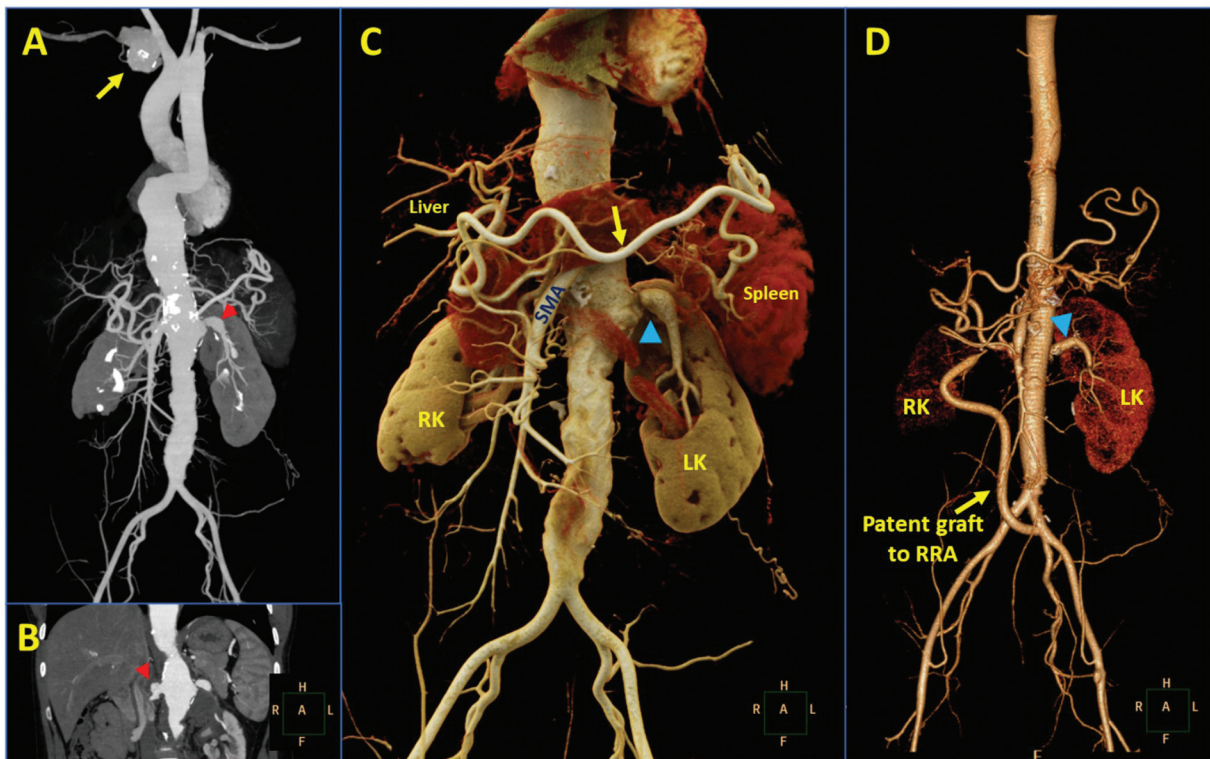 A
B
H
R A L
F
C
Liver
SMA
Spleen
RK
LK
H
R A L
F
D
RK
LK
Patent graft
to RRA
H
R A L
F
F